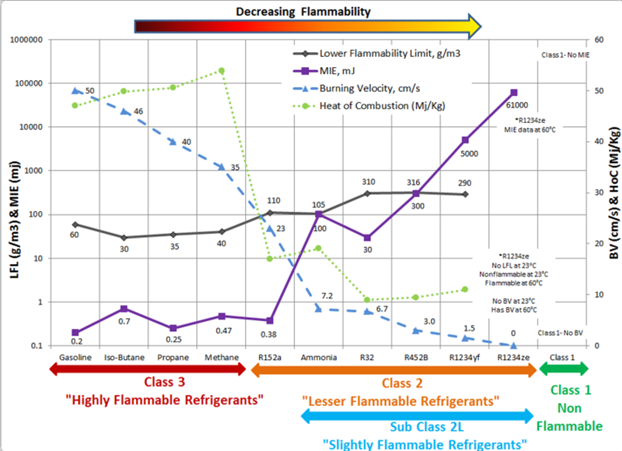 Decreasing Flammability
1000000
100000
10000
1000
100
10
1
0.1
LFL (g/m3) & MIE (mj)
60
50
40
30
20
10
0
BV (cm/s) & HoC (Mj/Kg)
Lower Flammability Limit, g/m3
MIE, mJ
Burning Velocity, cm/s
Heat of Combustion (Mj/Kg)
Class 1- No MIE
*R1234ze
MIE data at 60°C
*R1234ze
No LFL at 23°C
Nonflammable at 23°C
Flammable at 60°C
No BV at 23°C
Has BV at 60°C
Class 1- No BV
50
46
40
35
23
7.2
6.7
3.0
1.5
0
60
30
35
40
110
105
310
316
290
0.2
0.7
0.25
0.47
0.38
100
30
300
5000
61000
Gasoline Iso-Butane Propane Methane R152a Ammonia R32 R452B R1234yf R1234ze Class 1
Class 3
"Highly Flammable Refrigerants"
Class 2
"Lesser Flammable Refrigerants"
Sub Class 2L
"Slightly Flammable Refrigerants"
Class 1
Non
Flammable